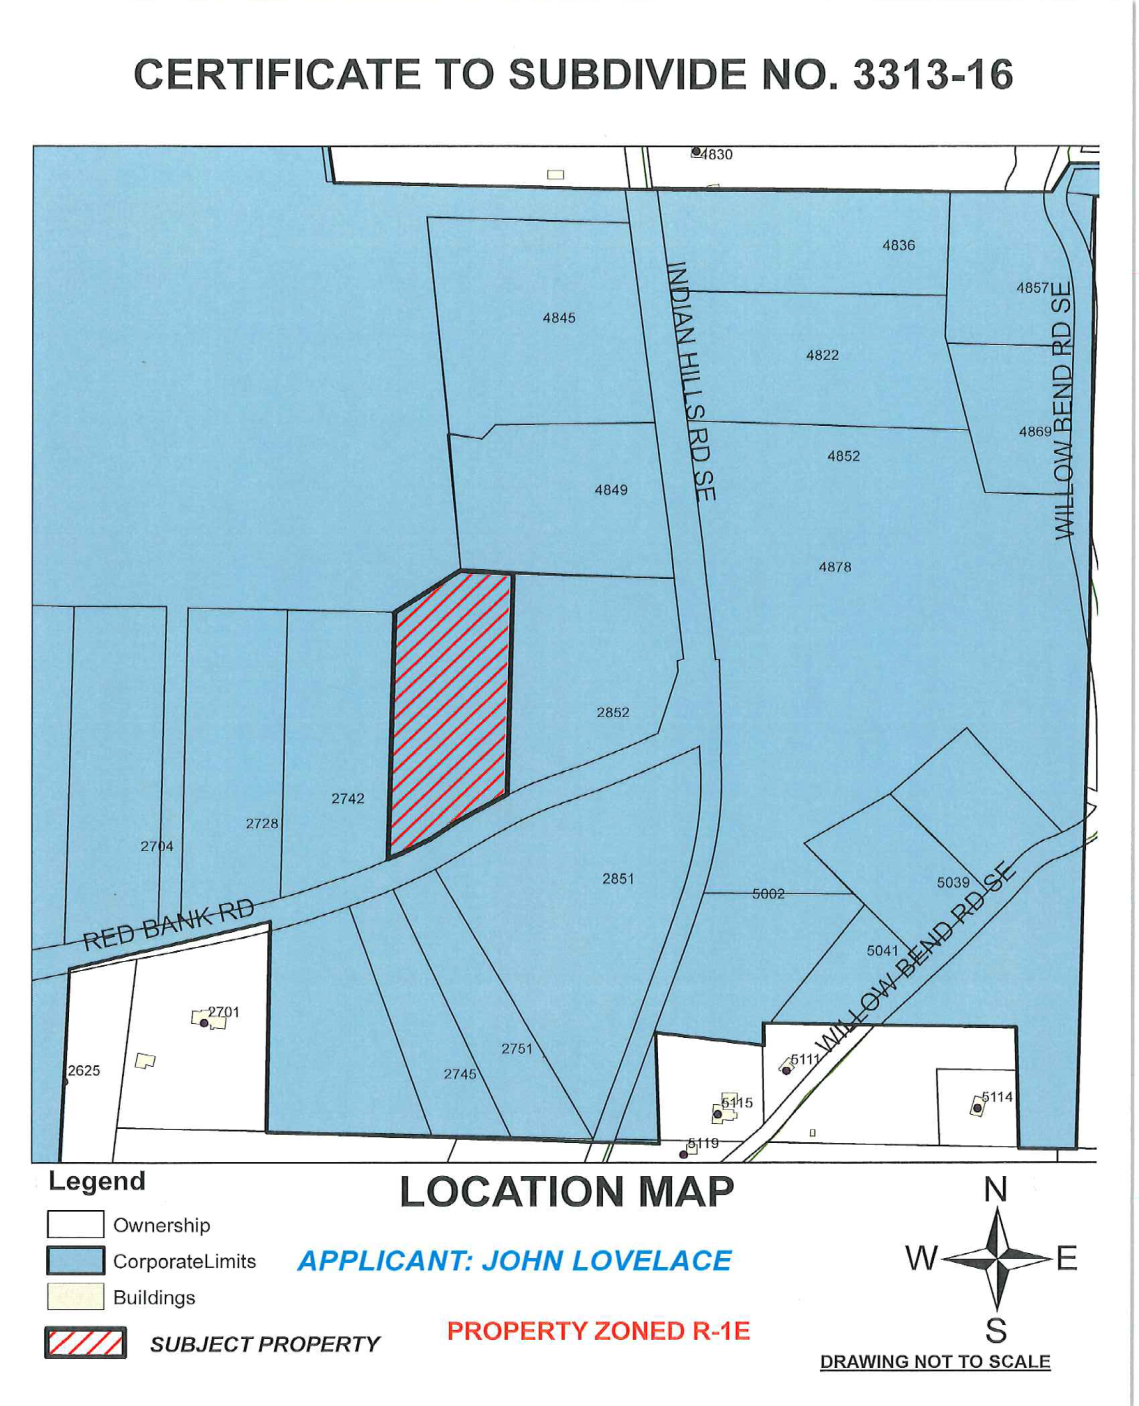 CERTIFICATE TO SUBDIVIDE NO. 3313-16
4830
4836
4857
4845
INDIAN HILLS RD SE
4822
WILLOW BEND RD SE
4869
4852
4849
4878
2852
2742
2728
2704
2851
5002
5039
RED BANK RD
5041
WILLOW BEND RD SE
2701
2751
5111
2625
2745
5114
5115
5119
Legend
Ownership
CorporateLimits
Buildings
SUBJECT PROPERTY
LOCATION MAP
APPLICANT: JOHN LOVELACE
PROPERTY ZONED R-1E
N
W
E
S
DRAWING NOT TO SCALE